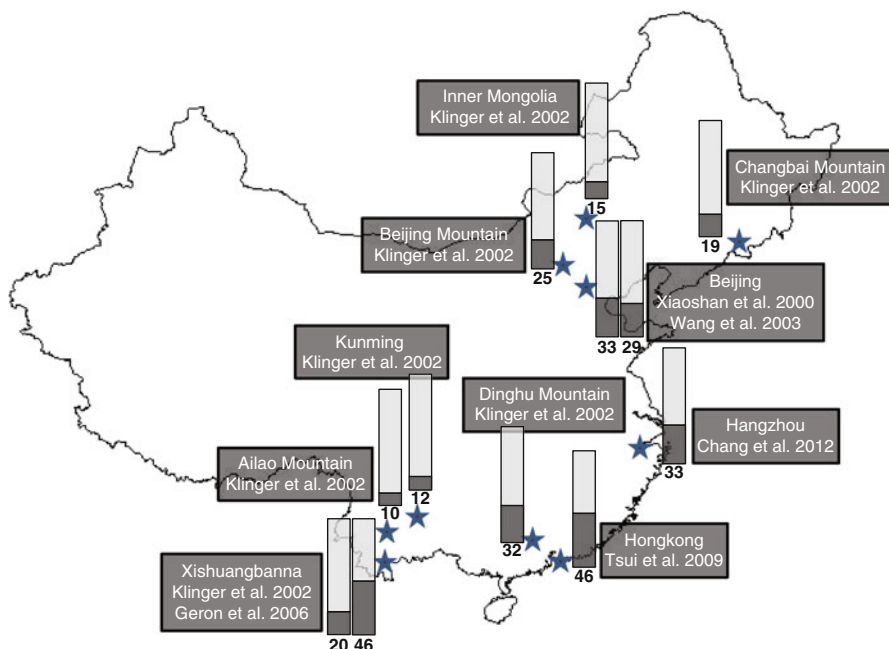 Inner Mongolia
Klinger et al. 2002
15
Changbai Mountain
Klinger et al. 2002
19
Beijing Mountain
Klinger et al. 2002
25
Beijing
Xiaoshan et al. 2000
Wang et al. 2003
33 29
Kunming
Klinger et al. 2002
12
Dinghu Mountain
Klinger et al. 2002
32
Hangzhou
Chang et al. 2012
33
Ailao Mountain
Klinger et al. 2002
10
Hongkong
Tsui et al. 2009
46
Xishuangbanna
Klinger et al. 2002
Geron et al. 2006
20 46